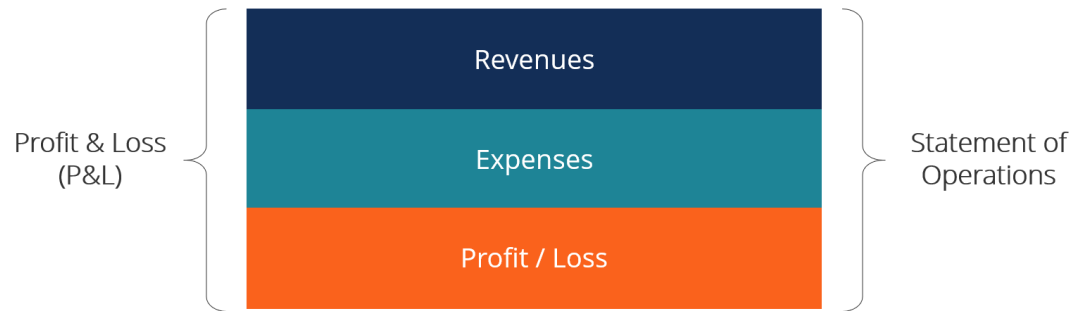 Profit & Loss
(P&L)
Revenues
Expenses
Profit / Loss
Statement of
Operations